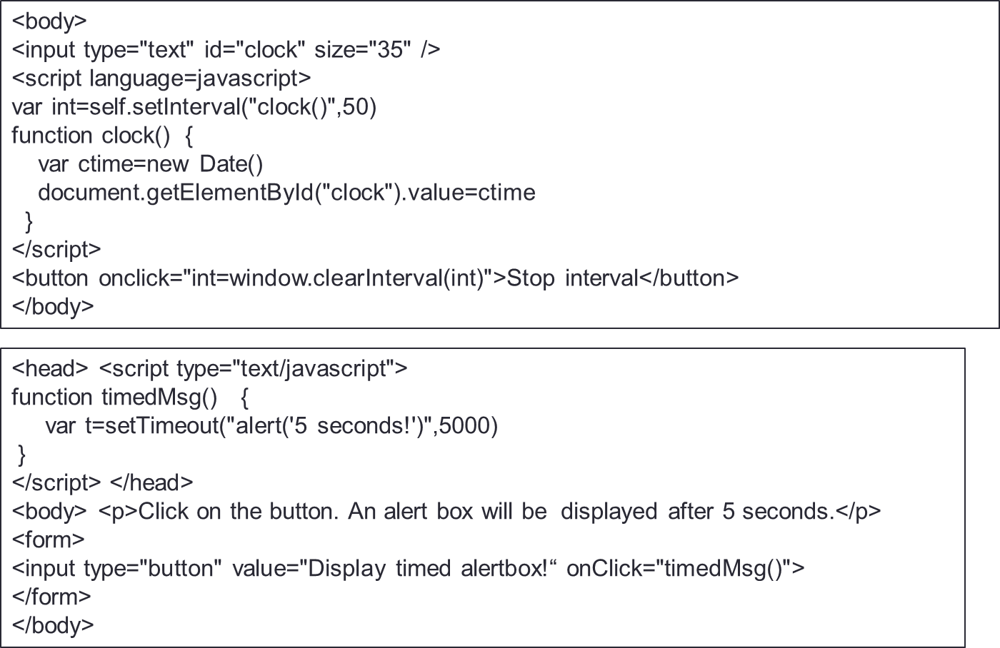 <body>
<input type="text" id="clock" size="35" />
<script language=javascript>
var int=self.setInterval("clock()",50)
function clock() {
var ctime=new Date()
document.getElementById("clock").value=ctime
}
</script>
<button onclick="int=window.clearInterval(int)">Stop interval</button>
</body>
<head> <script type="text/javascript">
function timedMsg() {
var t=setTimeout("alert('5 seconds!')",5000)
}
</script> </head>
<body> <p>Click on the button. An alert box will be displayed after 5 seconds.</p>
<form>
<input type="button" value="Display timed alertbox!“ onClick="timedMsg()">
</form>
</body>